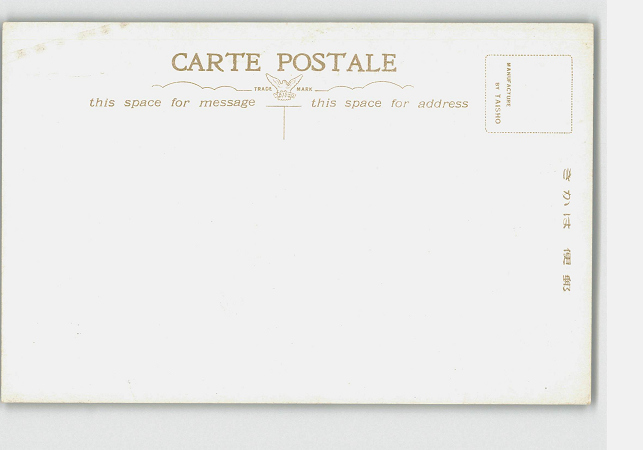 CARTE POSTALE
TRADE MARK
this space for message
this space for address
MANUFACTURE
BY TAISHO
きかは便郵